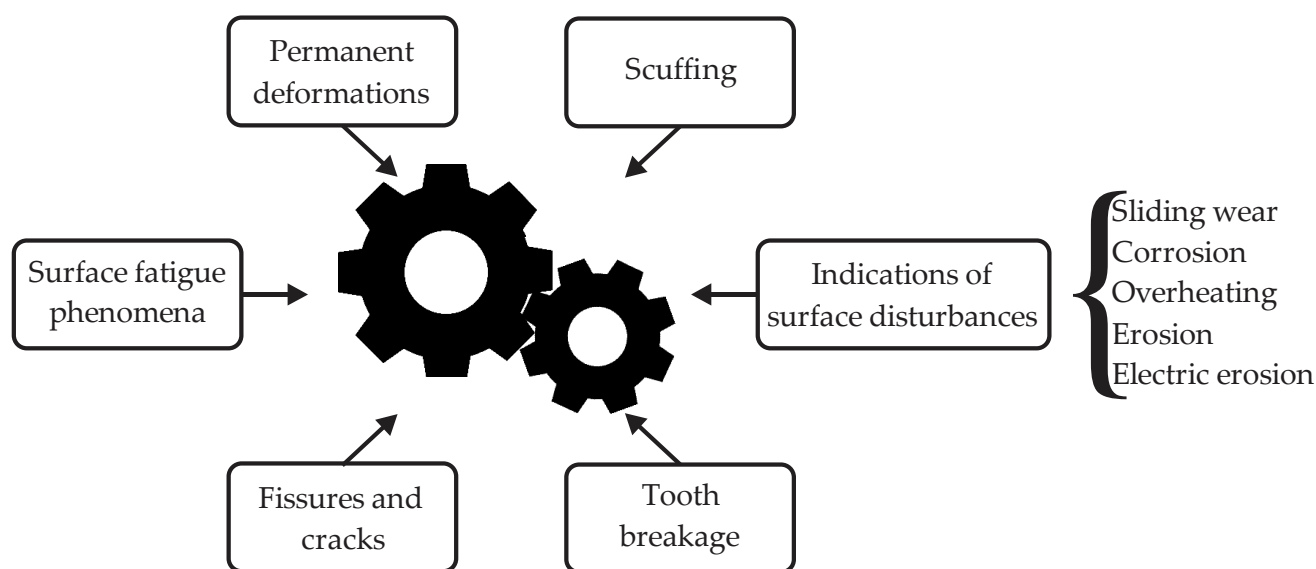 Permanent
deformations
Scuffing
Surface fatigue
phenomena
Indications of
surface disturbances
Sliding wear
Corrosion
Overheating
Erosion
Electric erosion
Fissures and
cracks
Tooth
breakage